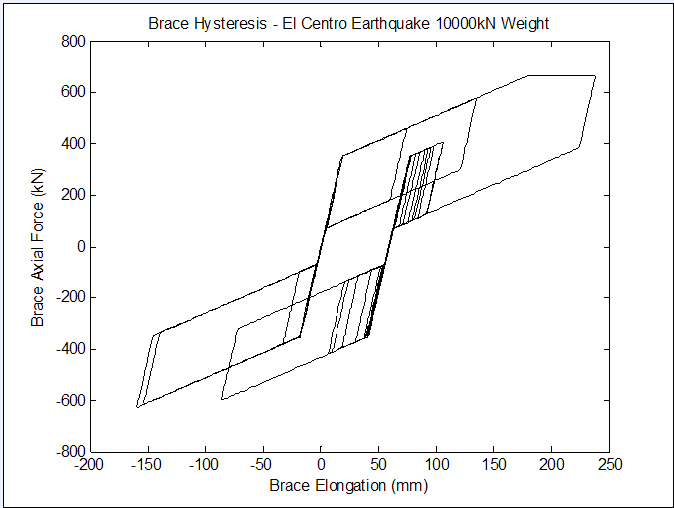 Brace Hysteresis - El Centro Earthquake 10000kN Weight
800
600
400
200
0
-200
-400
-600
-800
Brace Axial Force (kN)
-200 -150 -100 -50 0 50 100 150 200 250
Brace Elongation (mm)